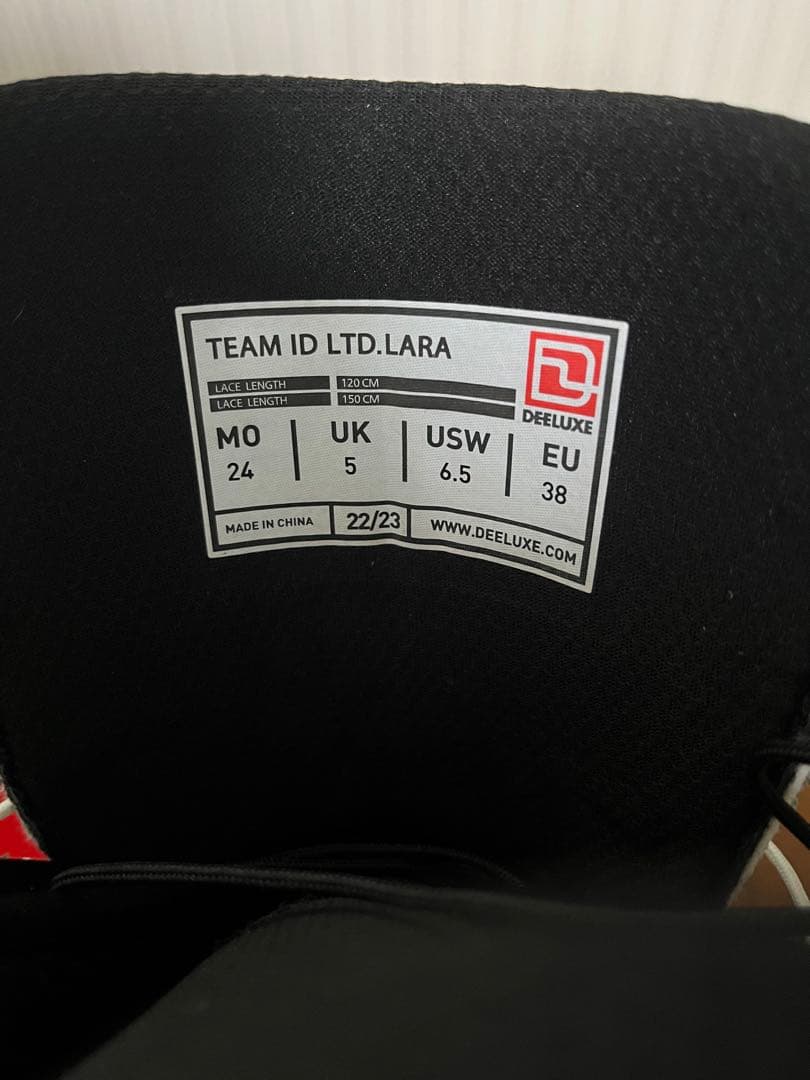 TEAM ID LTD.LARA
LACE LENGTH 120 CM
LACE LENGTH 150 CM
DEELUXE
MO UK USW EU
24 5 6.5 38
MADE IN CHINA 22/23 WWW.DEELUXE.COM